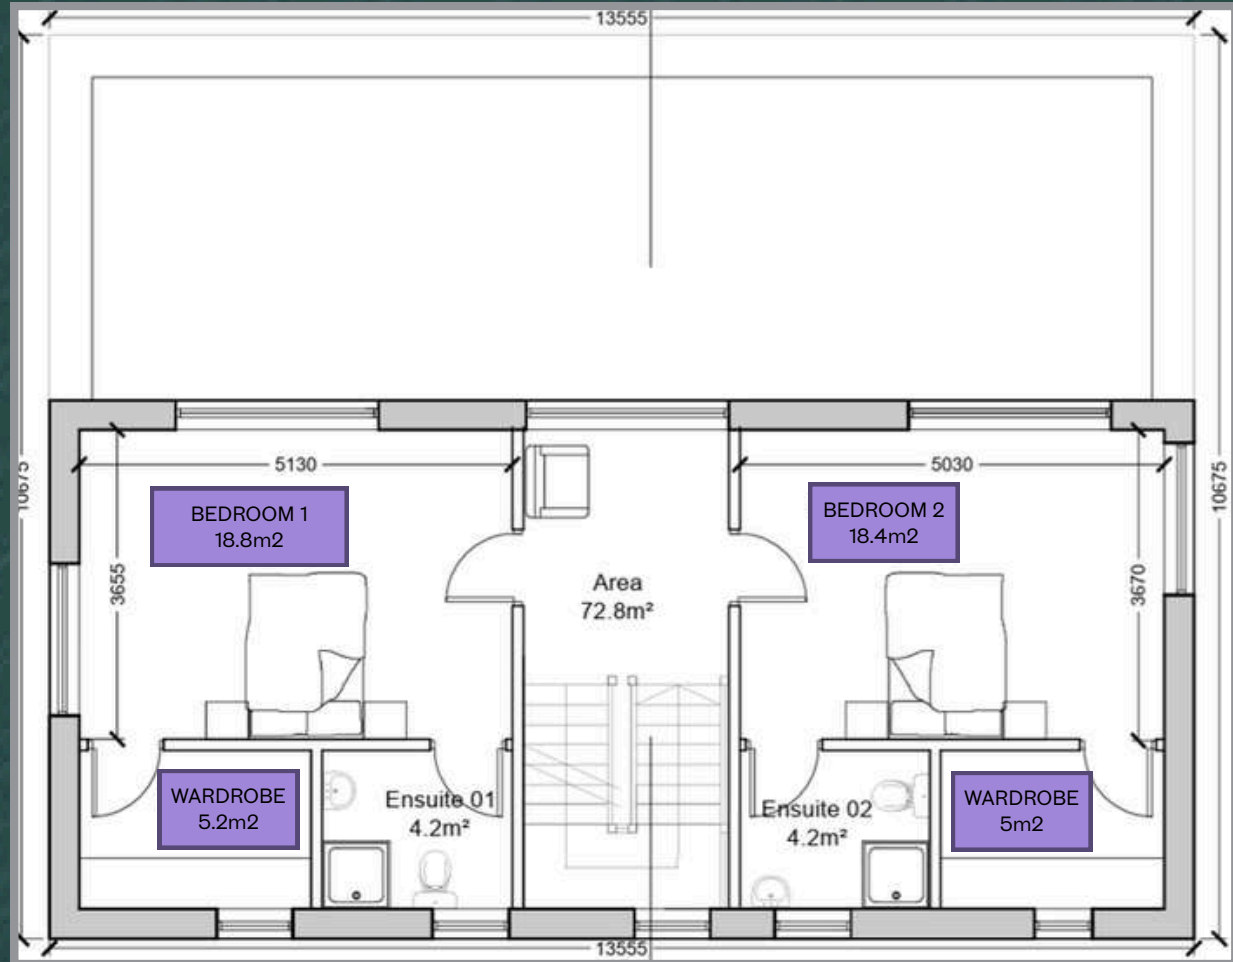 13555
5130
5030
BEDROOM 1
18.8m2
BEDROOM 2
18.4m2
10675
10675
3655
Area
72.8m²
3670
WARDROBE
5.2m2
Ensuite 01
4.2m²
Ensuite 02
4.2m²
WARDROBE
5m2
13555